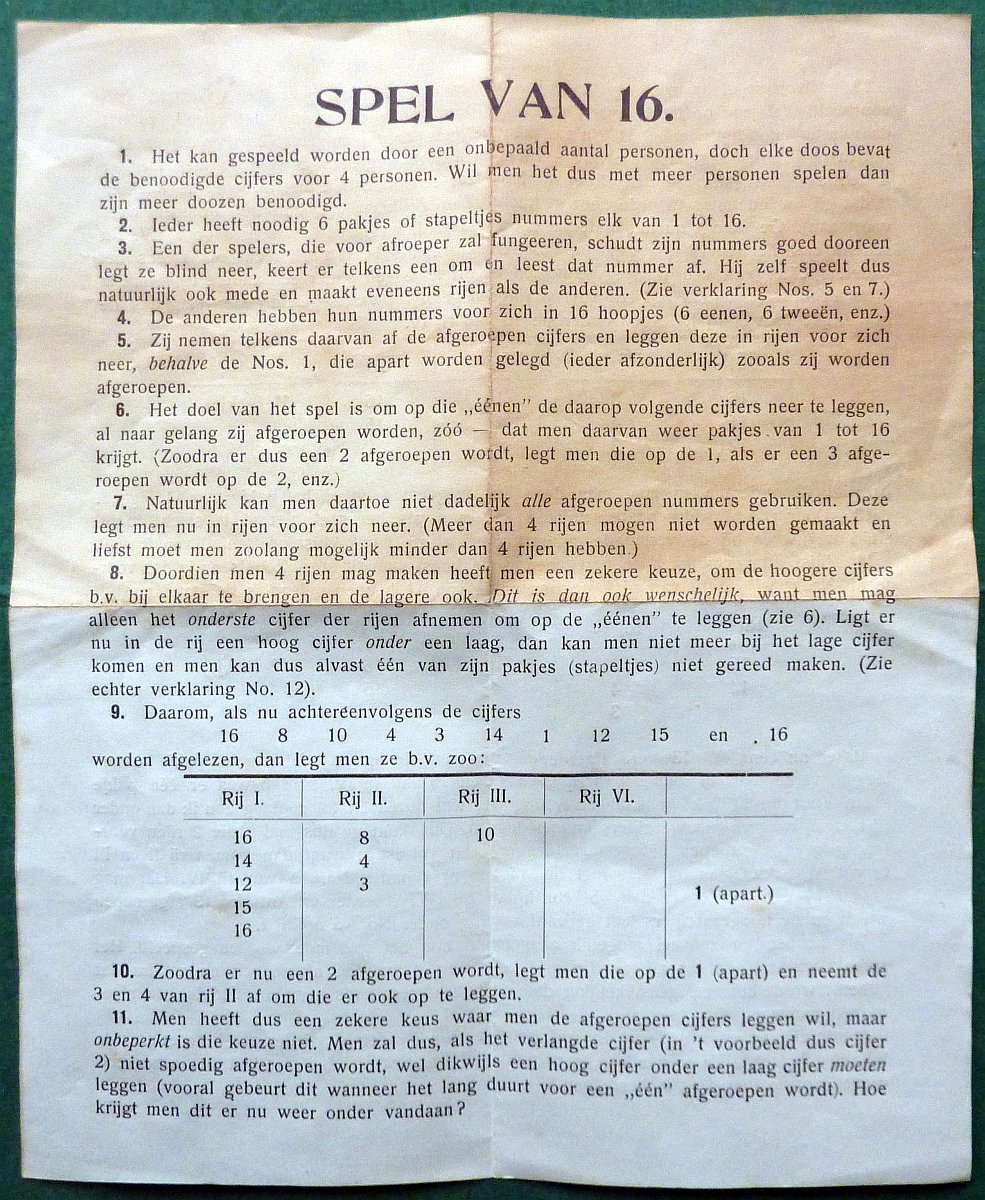 SPEL VAN 16.
1. Het kan gespeeld worden door een onbepaald aantal personen, doch elke doos bevat
de benoodigde cijfers voor 4 personen. Wil men het dus met meer personen spelen dan
zijn meer doozen benoodigd.
2. Ieder heeft noodig 6 pakjes of stapeltjes nummers elk van 1 tot 16.
3. Een der spelers, die voor afroeper zal fungeeren, schudt zijn nummers goed dooreen
legt ze blind neer, keert er telkens een om en leest dat nummer af. Hij zelf speelt dus
natuurlijk ook mede en maakt eveneens rijen als de anderen. (Zie verklaring Nos. 5 en 7.)
4. De anderen hebben hun nummers voor zich in 16 hoopjes (6 eenen, 6 tweeën, enz.)
5. Zij nemen telkens daarvan af de afgeroepen cijfers en leggen deze in rijen voor zich
neer, behalve de Nos. 1, die apart worden gelegd (ieder afzonderlijk) zooals zij worden
afgeroepen.
6. Het doel van het spel is om op die „éénen” de daarop volgende cijfers neer te leggen,
al naar gelang zij afgeroepen worden, zóó — dat men daarvan weer pakjes van 1 tot 16
krijgt. (Zoodra er dus een 2 afgeroepen wordt, legt men die op de 1, als er een 3 afge-
roepen wordt op de 2, enz.)
7. Natuurlijk kan men daartoe niet dadelijk alle afgeroepen nummers gebruiken. Deze
legt men nu in rijen voor zich neer. (Meer dan 4 rijen mogen niet worden gemaakt en
liefst moet men zoolang mogelijk minder dan 4 rijen hebben.)
8. Doordien men 4 rijen mag maken heeft men een zekere keuze, om de hoogere cijfers
b.v. bij elkaar te brengen en de lagere ook. Dit is dan ook wenschelijk, want men mag
alleen het onderste cijfer der rijen afnemen om op de „éénen” te leggen (zie 6). Ligt er
nu in de rij een hoog cijfer onder een laag, dan kan men niet meer bij het lage cijfer
komen en men kan dus alvast één van zijn pakjes (stapeltjes) niet gereed maken. (Zie
echter verklaring No. 12).
9. Daarom, als nu achtereenvolgens de cijfers
16 8 10 4 3 14 1 12 15 en 16
worden afgelezen, dan legt men ze b.v. zoo:
Rij I. Rij II. Rij III. Rij VI.
16 8 10
14 4
12 3
1 (apart.)
15
16
10. Zoodra er nu een 2 afgeroepen wordt, legt men die op de 1 (apart) en neemt de
3 en 4 van rij II af om die er ook op te leggen.
11. Men heeft dus een zekere keus waar men de afgeroepen cijfers leggen wil, maar
onbeperkt is die keuze niet. Men zal dus, als het verlangde cijfer (in 't voorbeeld dus cijfer
2) niet spoedig afgeroepen wordt, wel dikwijls een hoog cijfer onder een laag cijfer moeten
leggen (vooral gebeurt dit wanneer het lang duurt voor een „één” afgeroepen wordt). Hoe
krijgt men dit er nu weer onder vandaan?